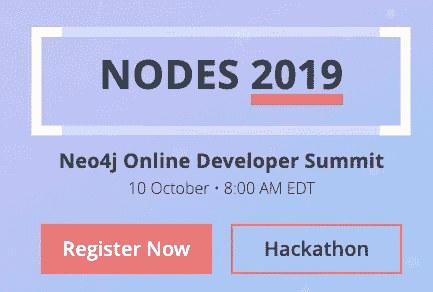 NODES 2019
Neo4j Online Developer Summit
10 October • 8:00 AM EDT
Register Now
Hackathon